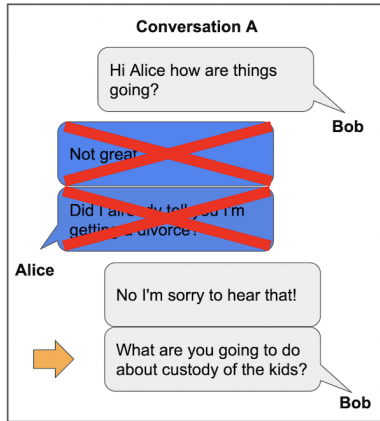 Conversation A
Hi Alice how are things
going?
Bob
Not great
Did I already tell you I'm
getting a divorce?
Alice
No I'm sorry to hear that!
What are you going to do
about custody of the kids?
Bob